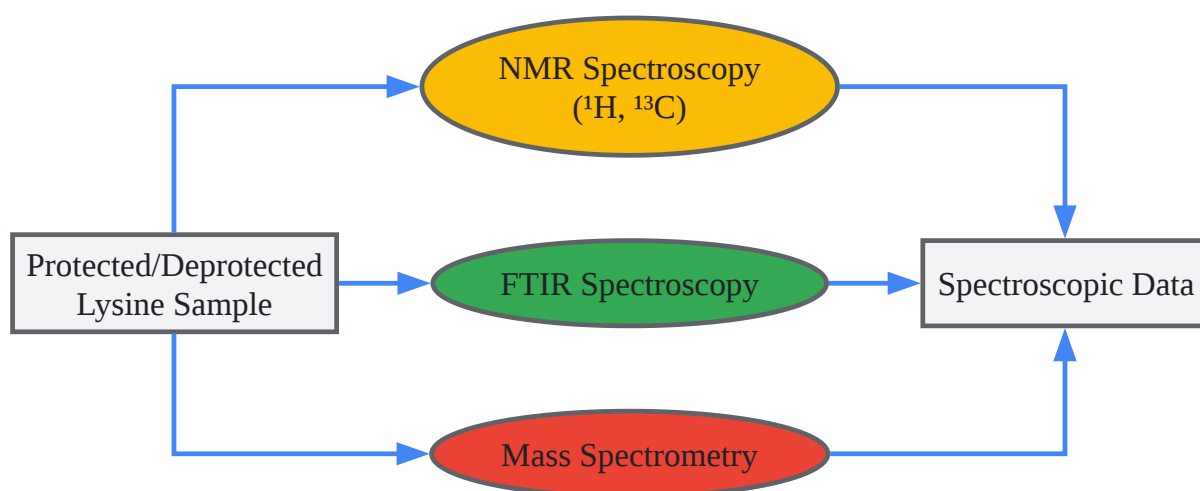 NMR Spectroscopy
(¹H, ¹³C)
Protected/Deprotected
Lysine Sample
FTIR Spectroscopy
Spectroscopic Data
Mass Spectrometry